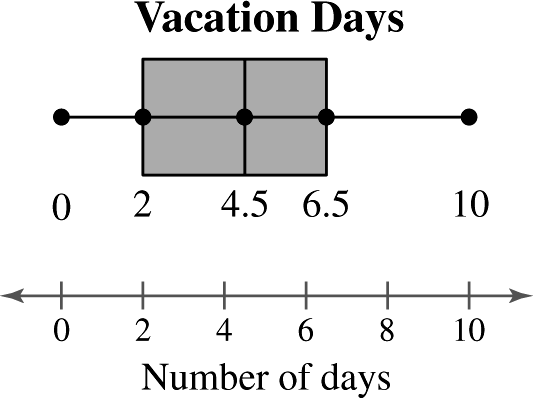 Vacation Days
0 2 4.5 6.5 10
0 2 4 6 8 10
Number of days